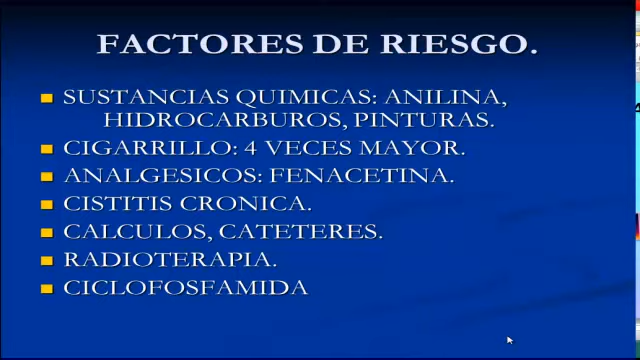 FACTORES DE RIESGO.
SUSTANCIAS QUIMICAS: ANILINA,
HIDROCARBUROS, PINTURAS.
CIGARRILLO: 4 VECES MAYOR.
ANALGESICOS: FENACETINA.
CISTITIS CRONICA.
CALCULOS, CATETERES.
RADIOTERAPIA.
CICLOFOSFAMIDA